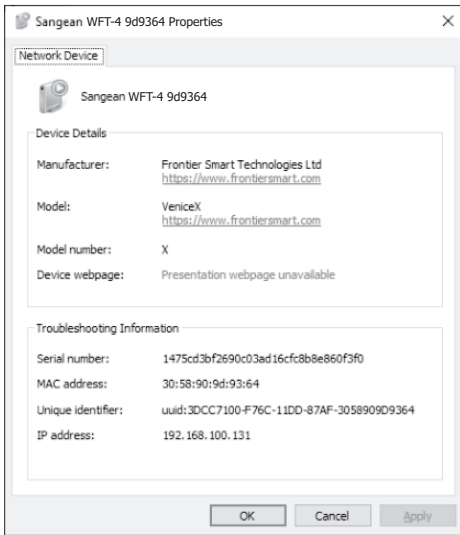 Sangean WFT-4 9d9364 Properties
Network Device
Sangean WFT-4 9d9364
Device Details
Manufacturer: Frontier Smart Technologies Ltd
https://www.frontiersmart.com
Model: VeniceX
https://www.frontiersmart.com
Model number: X
Device webpage: Presentation webpage unavailable
Troubleshooting Information
Serial number: 1475cd3bf2690c03ad16cfc8b8e860f3f0
MAC address: 30:58:90:9d:93:64
Unique identifier: uuid:3DCC7100-F76C-11DD-87AF-3058909D9364
IP address: 192.168.100.131
OK Cancel Apply